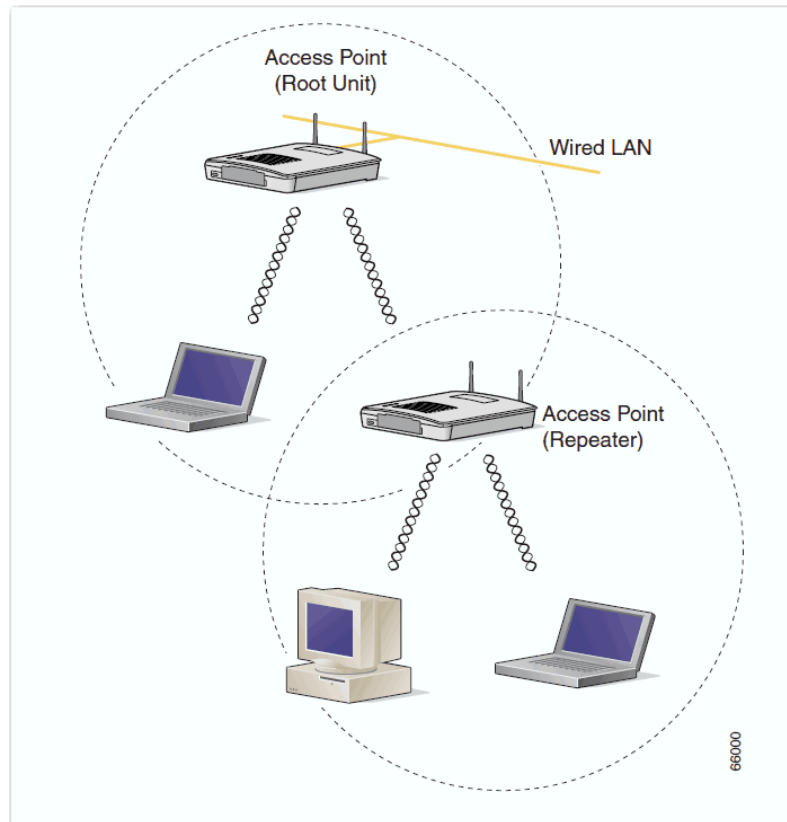 Access Point
(Root Unit)
Wired LAN
Access Point
(Repeater)
66000